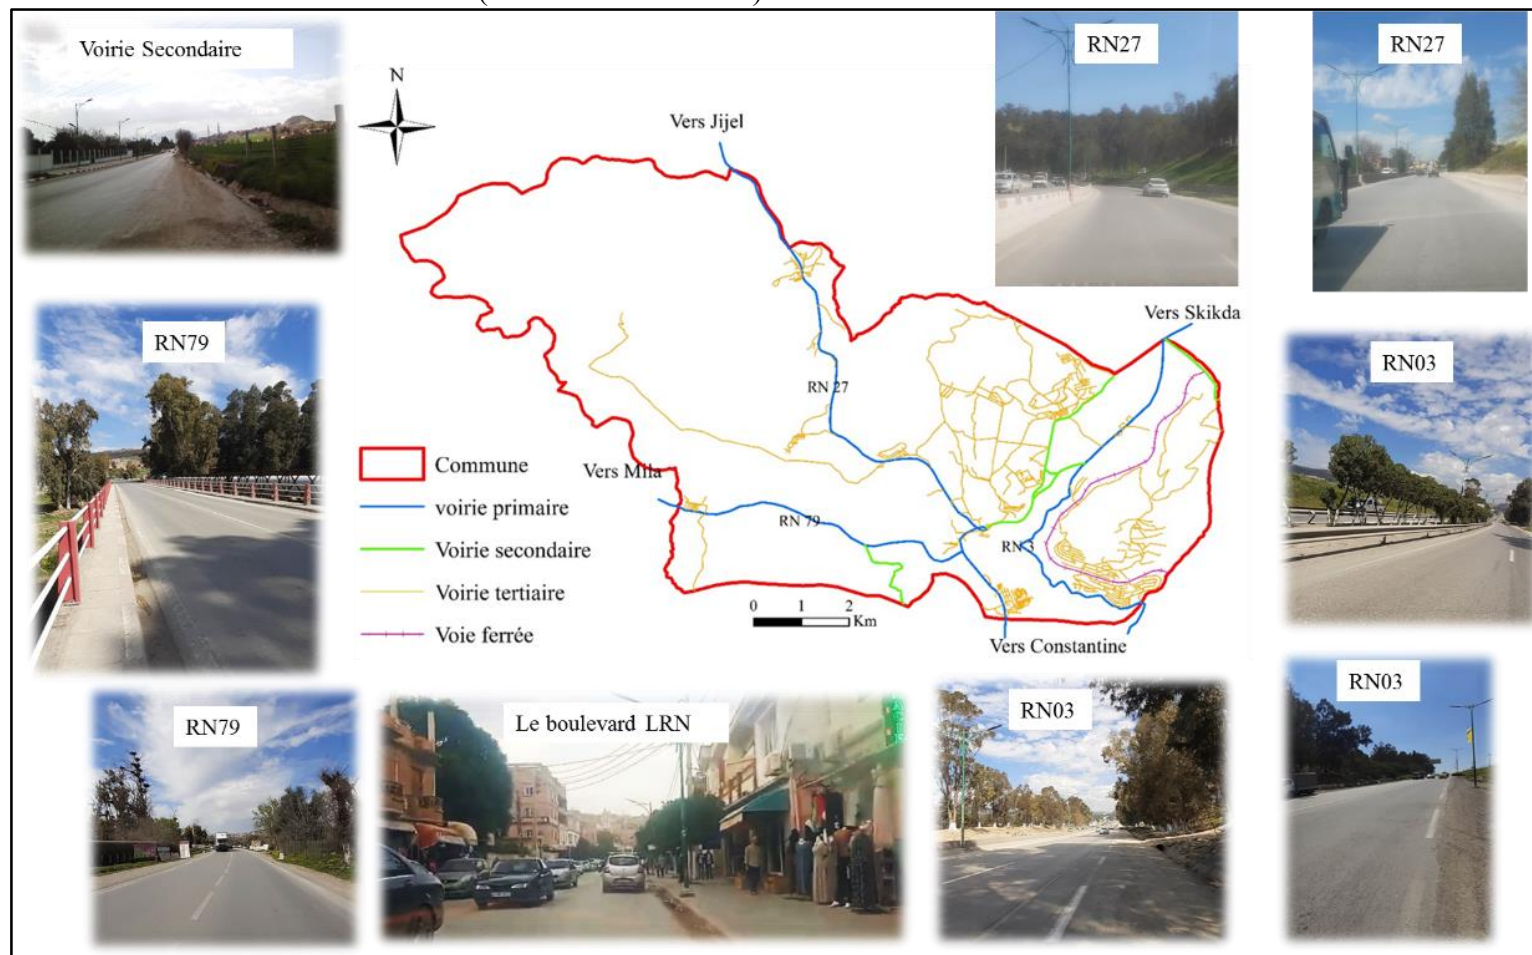 Voirie Secondaire
RN27
RN27
N
Vers Jijel
Vers Skikda
RN79
RN03
RN 27
Commune
Vers Mila
voirie primaire
RN 79
Voirie secondaire
RN 3
Voirie tertiaire
0 1 2
Km
Voie ferrée
Vers Constantine
RN79
Le boulevard LRN
RN03
RN03